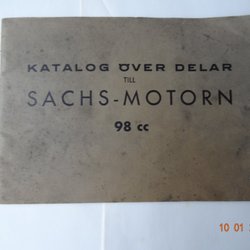 KATALOG ÖVER DELAR
TILL
SACHS-MOTORN
98 cc
10 01